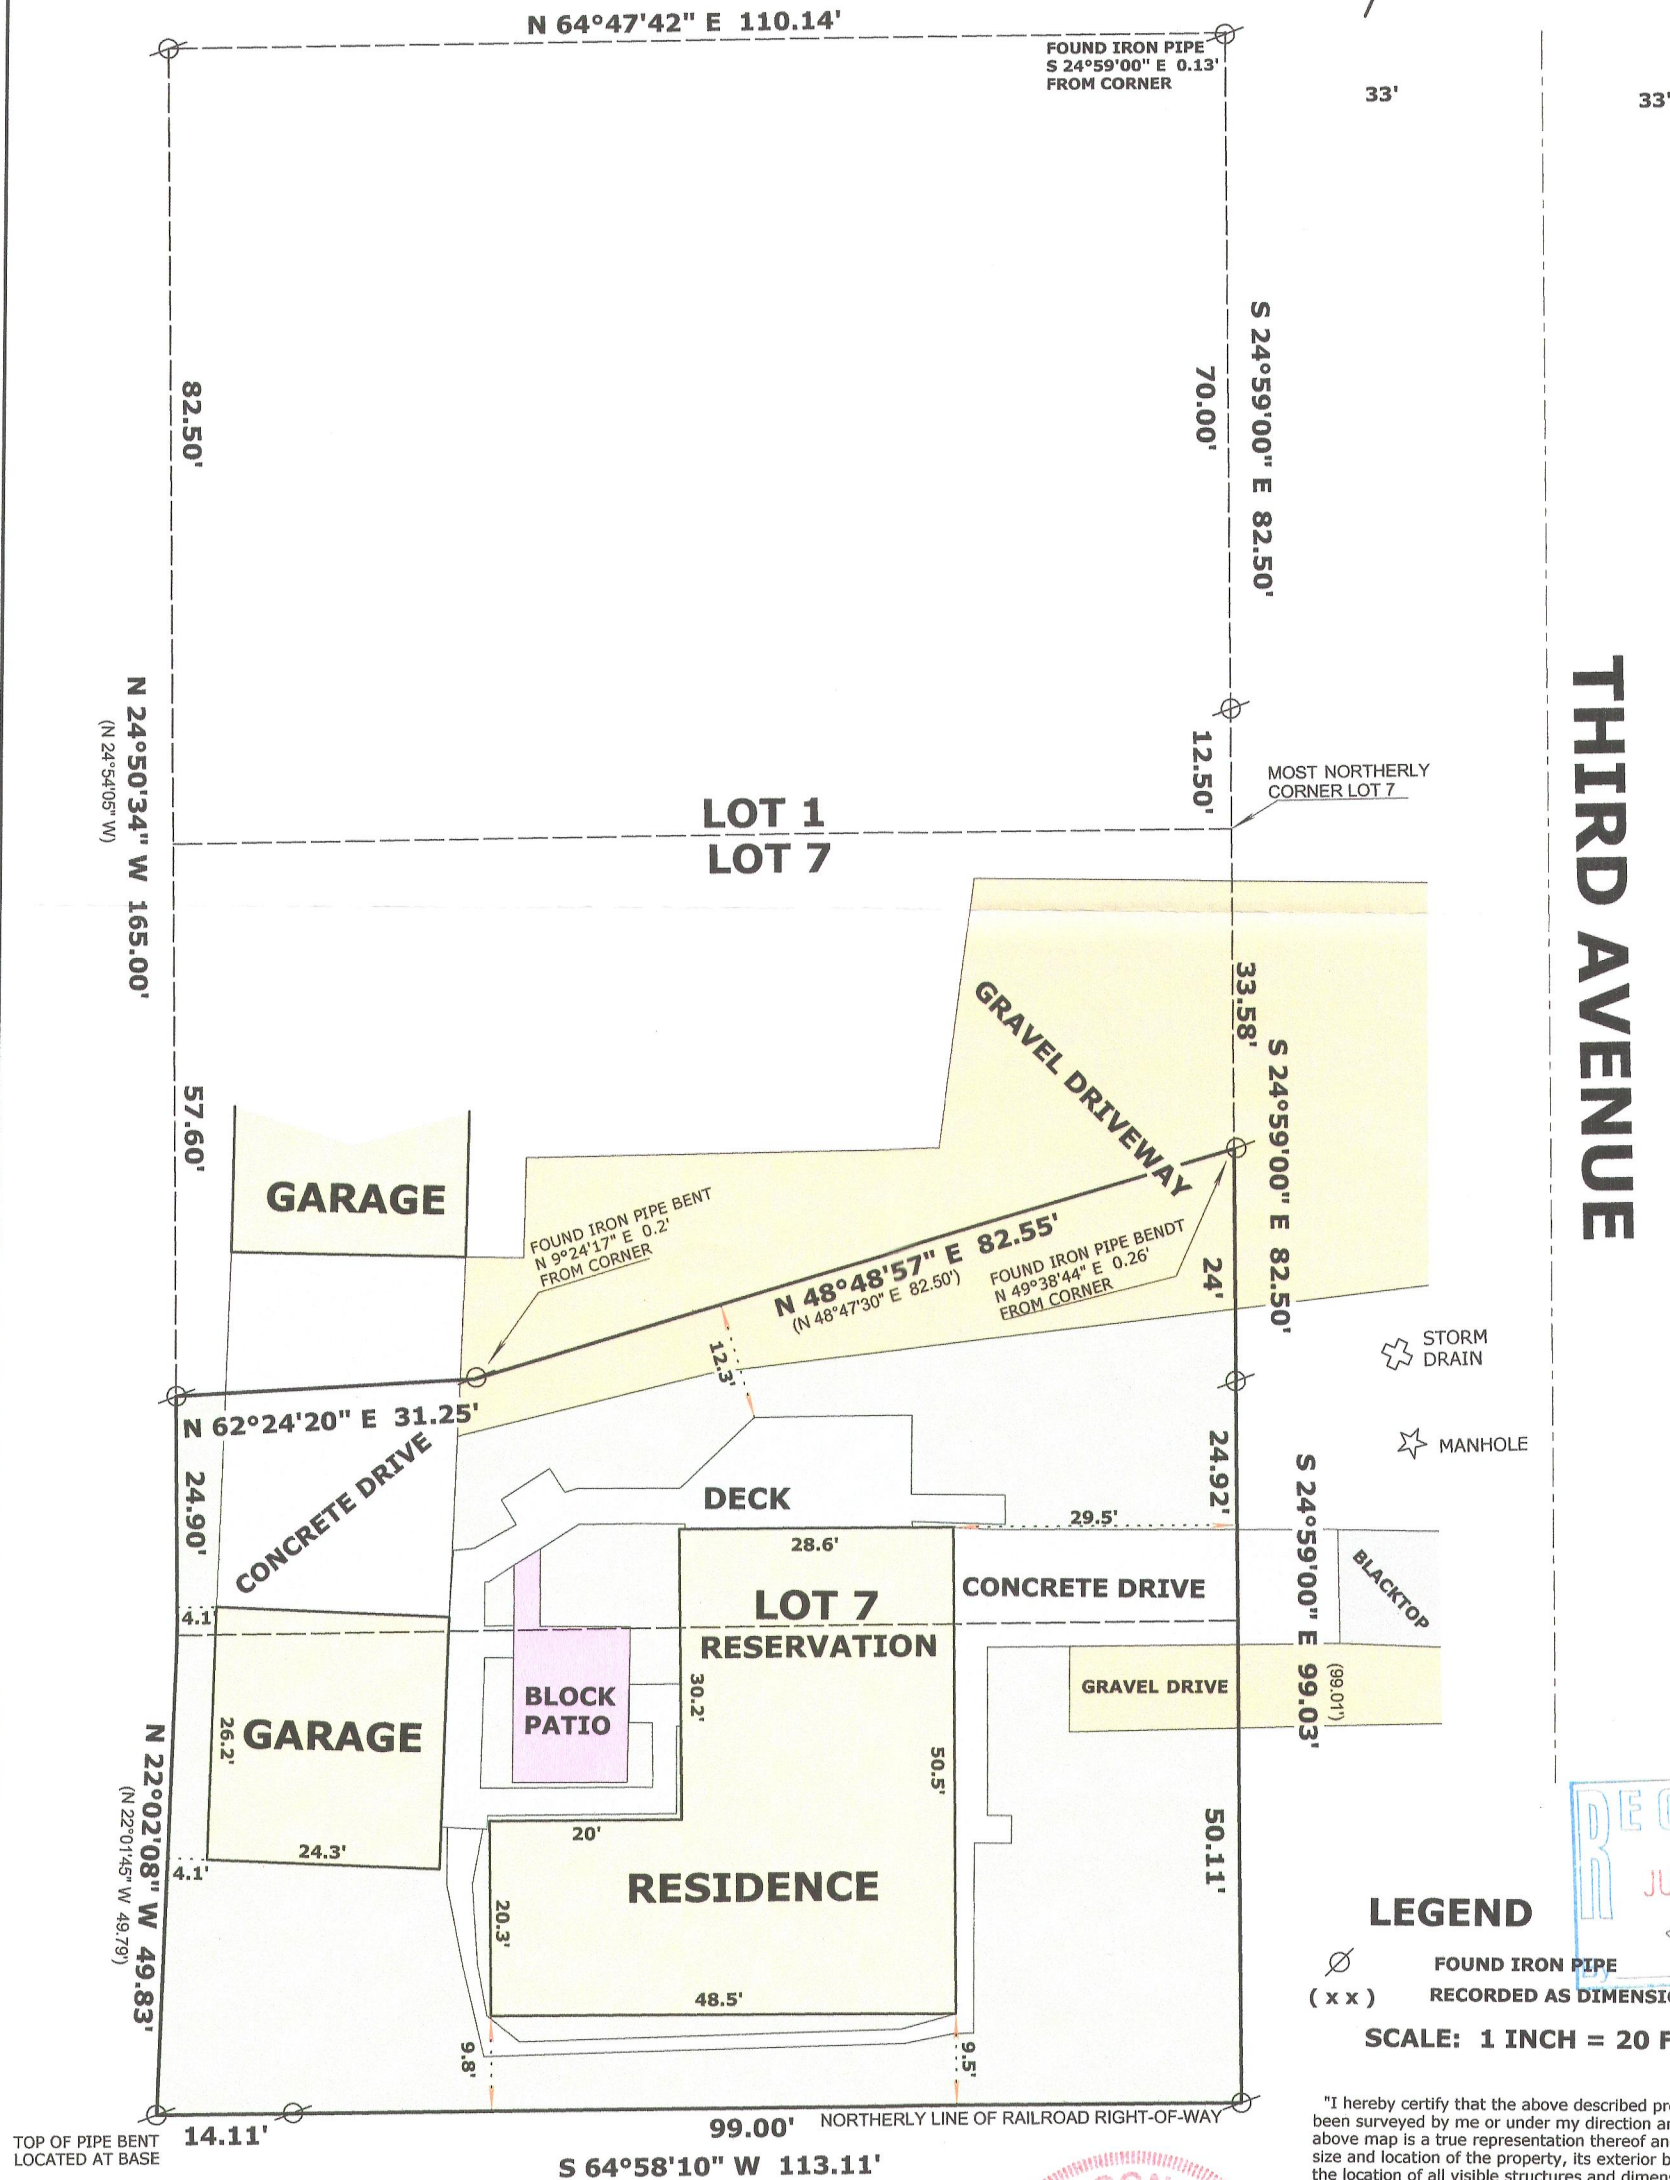 N 64°47'42" E 110.14'
FOUND IRON PIPE
S 24°59'00" E 0.13'
FROM CORNER
33'
33'
82.50'
70.00'
S 24°59'00" E 82.50'
12.50'
MOST NORTHERLY
CORNER LOT 7
N 24°50'34" W 165.00'
(N 24°54'05" W)
LOT 1
LOT 7
THIRD AVENUE
33.58'
S 24°59'00" E 82.50'
GRAVEL DRIVEWAY
57.60'
GARAGE
FOUND IRON PIPE BENT
N 9°24'17" E 0.2'
FROM CORNER
N 48°48'57" E 82.55'
(N 48°47'30" E 82.50')
FOUND IRON PIPE BENDT
N 49°38'44" E 0.26'
FROM CORNER
24'
12.3'
STORM
DRAIN
MANHOLE
N 62°24'20" E 31.25'
24.90'
CONCRETE DRIVE
DECK
24.92'
29.5'
S 24°59'00" E 99.03'
(99.01')
28.6'
LOT 7
RESERVATION
CONCRETE DRIVE
BLACKTOP
4.1'
GRAVEL DRIVE
BLOCK
PATIO
30.2'
26.2'
GARAGE
50.5'
N 22°02'08" W 49.83'
(N 22°01'45" W 49.79')
24.3'
4.1'
20'
RESIDENCE
50.11'
20.3'
48.5'
9.8'
9.5'
LEGEND
FOUND IRON PIPE
(xx) RECORDED AS DIMENSI
SCALE: 1 INCH = 20 F
TOP OF PIPE BENT
LOCATED AT BASE
14.11'
99.00'
NORTHERLY LINE OF RAILROAD RIGHT-OF-WAY
S 64°58'10" W 113.11'
"I hereby certify that the above described pr
been surveyed by me or under my direction a
above map is a true representation thereof an
size and location of the property, its exterior b
the location of all visible structures and dimen